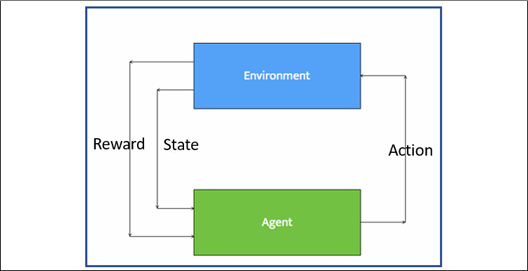 Environment
Reward
State
Action
Agent